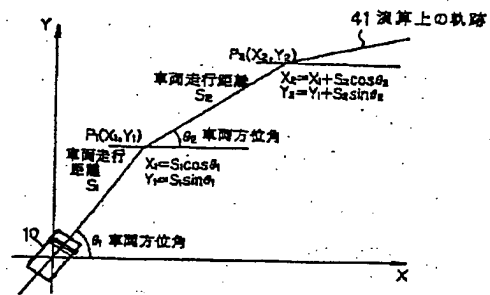 Y
41 演算上の軌跡
P₂(X₂,Y₂)
X₂=X₁+S₂cosθ₂
Y₂=Y₁+S₂sinθ₂
車両走行距離
S₂
P₁(X₁,Y₁)
θ₂ 車両方位角
車両走行
距離
S₁
X₁=S₁cosθ₁
Y₁=S₁sinθ₁
10
θ₁ 車両方位角
X